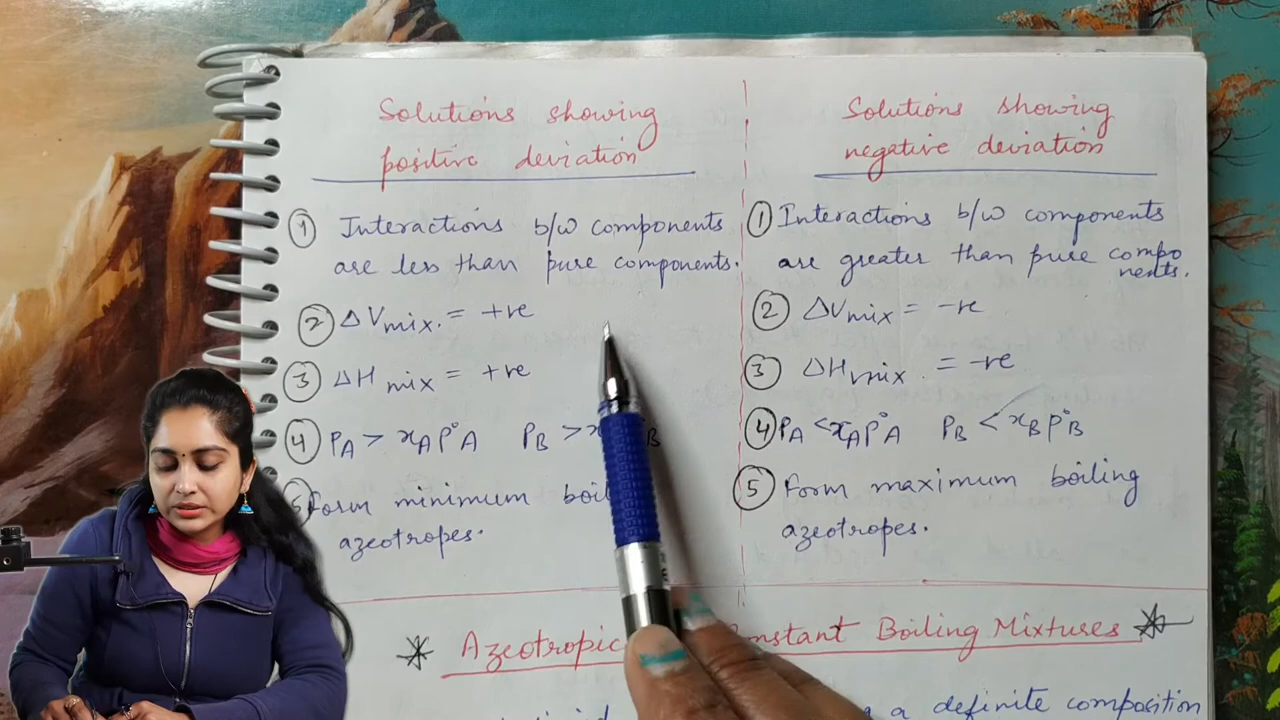 Solutions showing
positive deviation
① Interactions b/w components
are less than pure components.
② ΔVmix. = +ve
③ ΔH mix = +ve
④ PA > xAP°A PB >
⑤ Form minimum
azeotropes.
Solutions showing
negative deviation
① Interactions b/w components
are greater than pure compo
nents.
② ΔVmix = -ve
③ ΔHmix . = -ve
④ PA < xAP°A PB < xBP°B
⑤ Form maximum boiling
azeotropes.
Azeotropic Boiling Mixtures
a definite composition